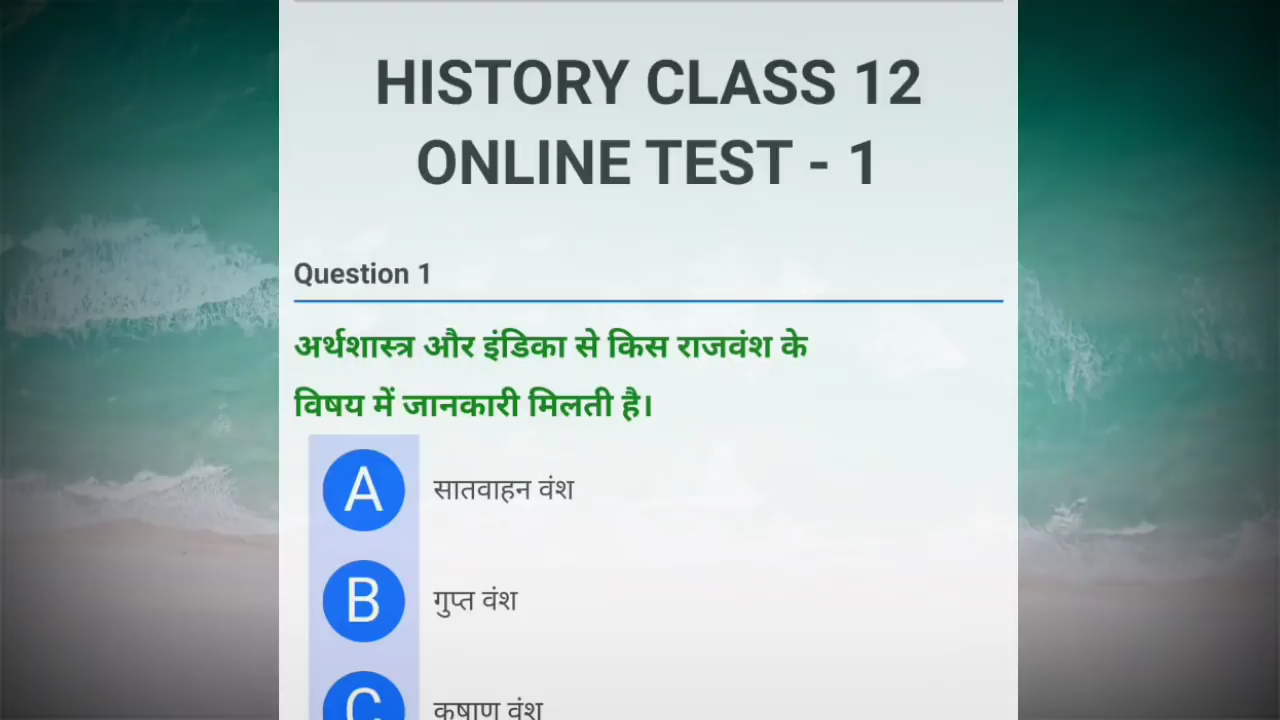 HISTORY CLASS 12
ONLINE TEST - 1
Question 1
अर्थशास्त्र और इंडिका से किस राजवंश के
विषय में जानकारी मिलती है।
A सातवाहन वंश
B गुप्त वंश
C कुषाण वंश